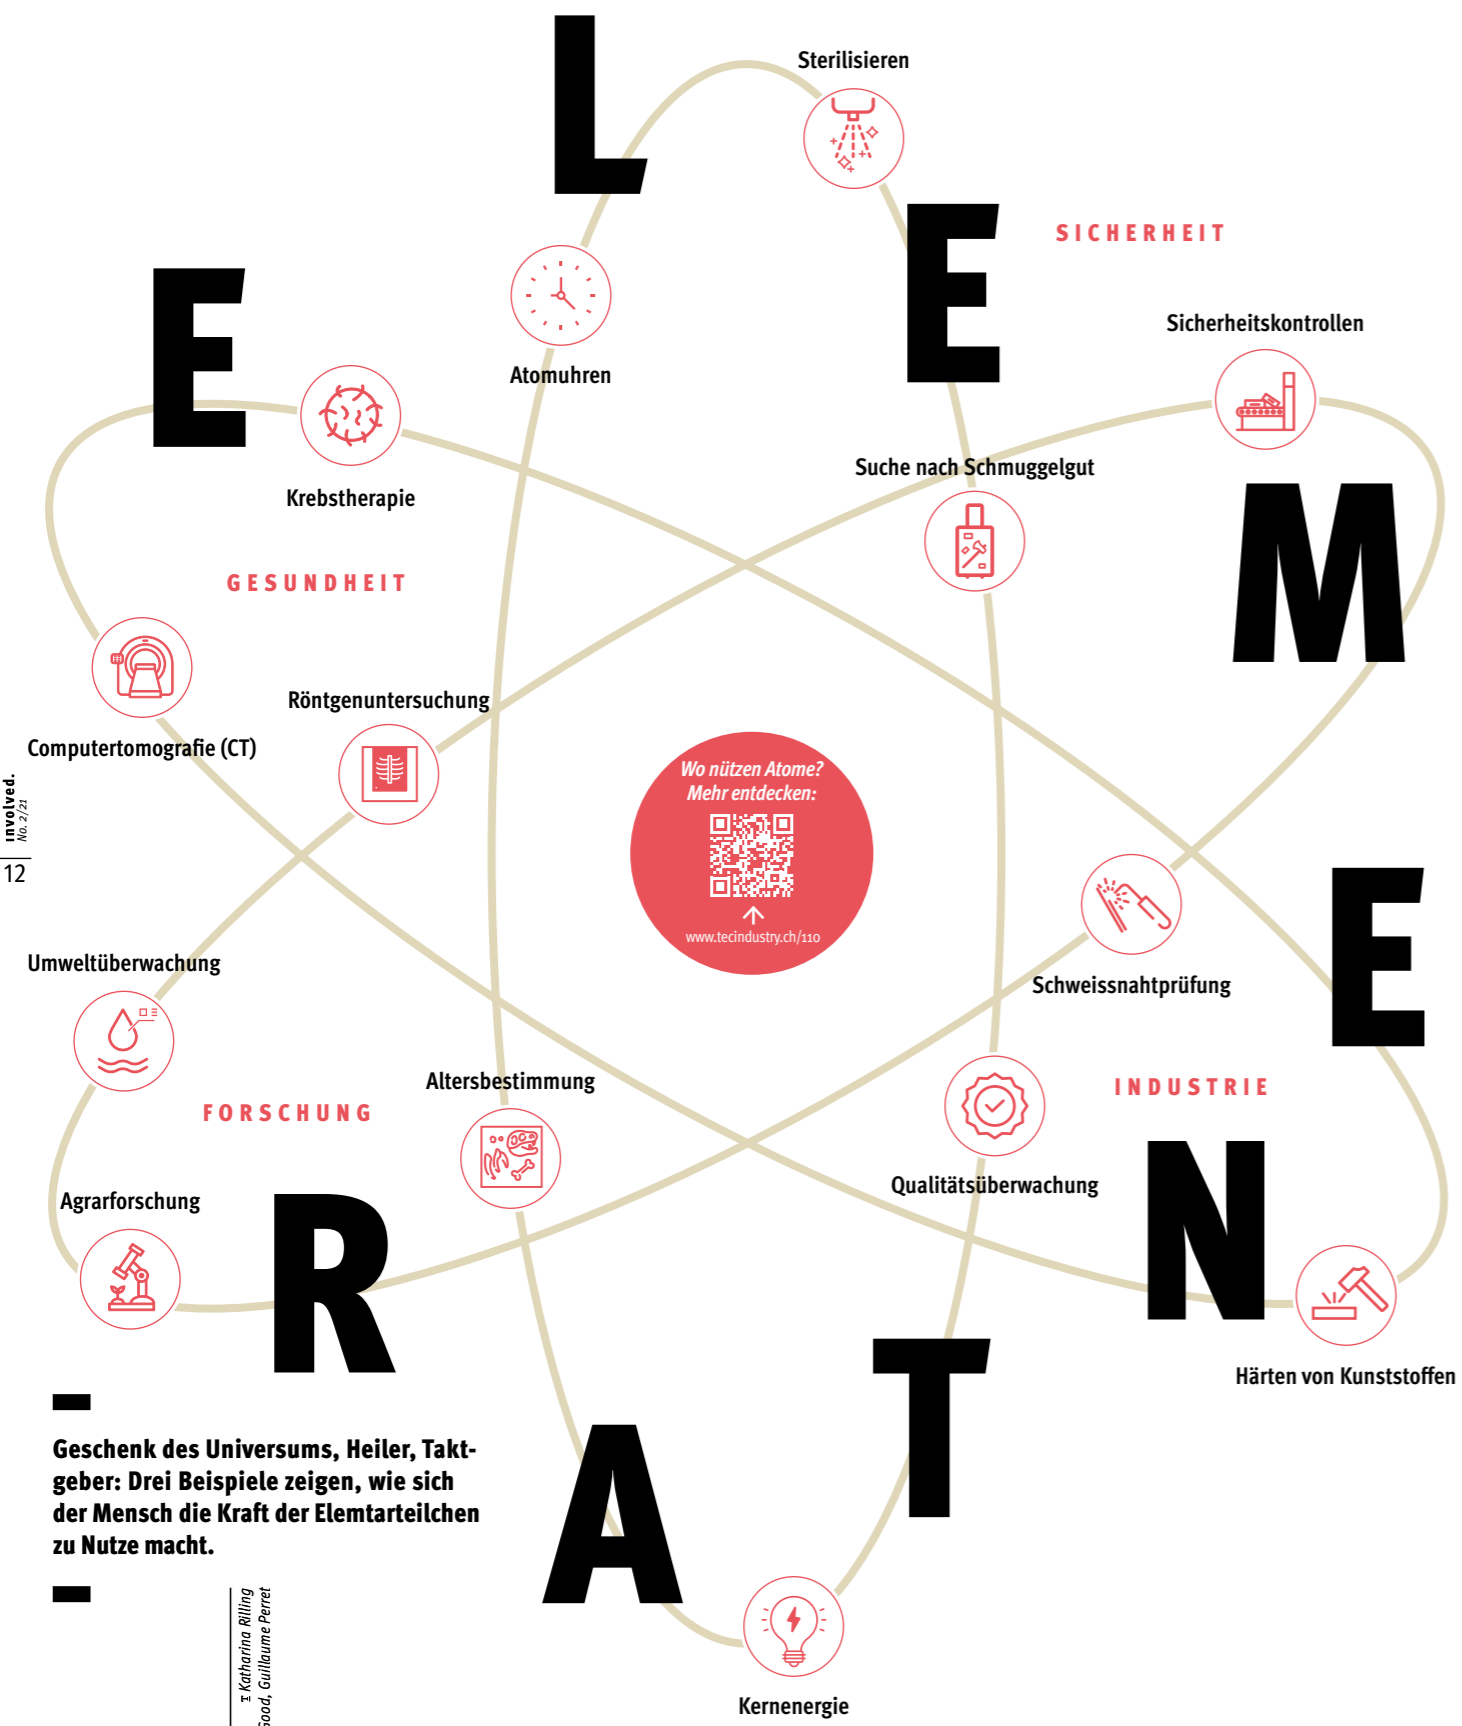 E
L
E
M
E
N
T
A
R
Sterilisieren
SICHERHEIT
Sicherheitskontrollen
Atomuhren
Krebstherapie
Suche nach Schmuggelgut
GESUNDHEIT
Röntgenuntersuchung
Computertomografie (CT)
Wo nützen Atome?
Mehr entdecken:
www.tecindustry.ch/110
Involved.
No. 2/21
12
Umweltüberwachung
Schweissnahtprüfung
Altersbestimmung
INDUSTRIE
FORSCHUNG
Qualitätsüberwachung
Agrarforschung
Härten von Kunststoffen
Geschenk des Universums, Heiler, Takt-
geber: Drei Beispiele zeigen, wie sich
der Mensch die Kraft der Elemtarteilchen
zu Nutze macht.
T Katharina Rilling
Good, Guillaume Perret
Kernenergie